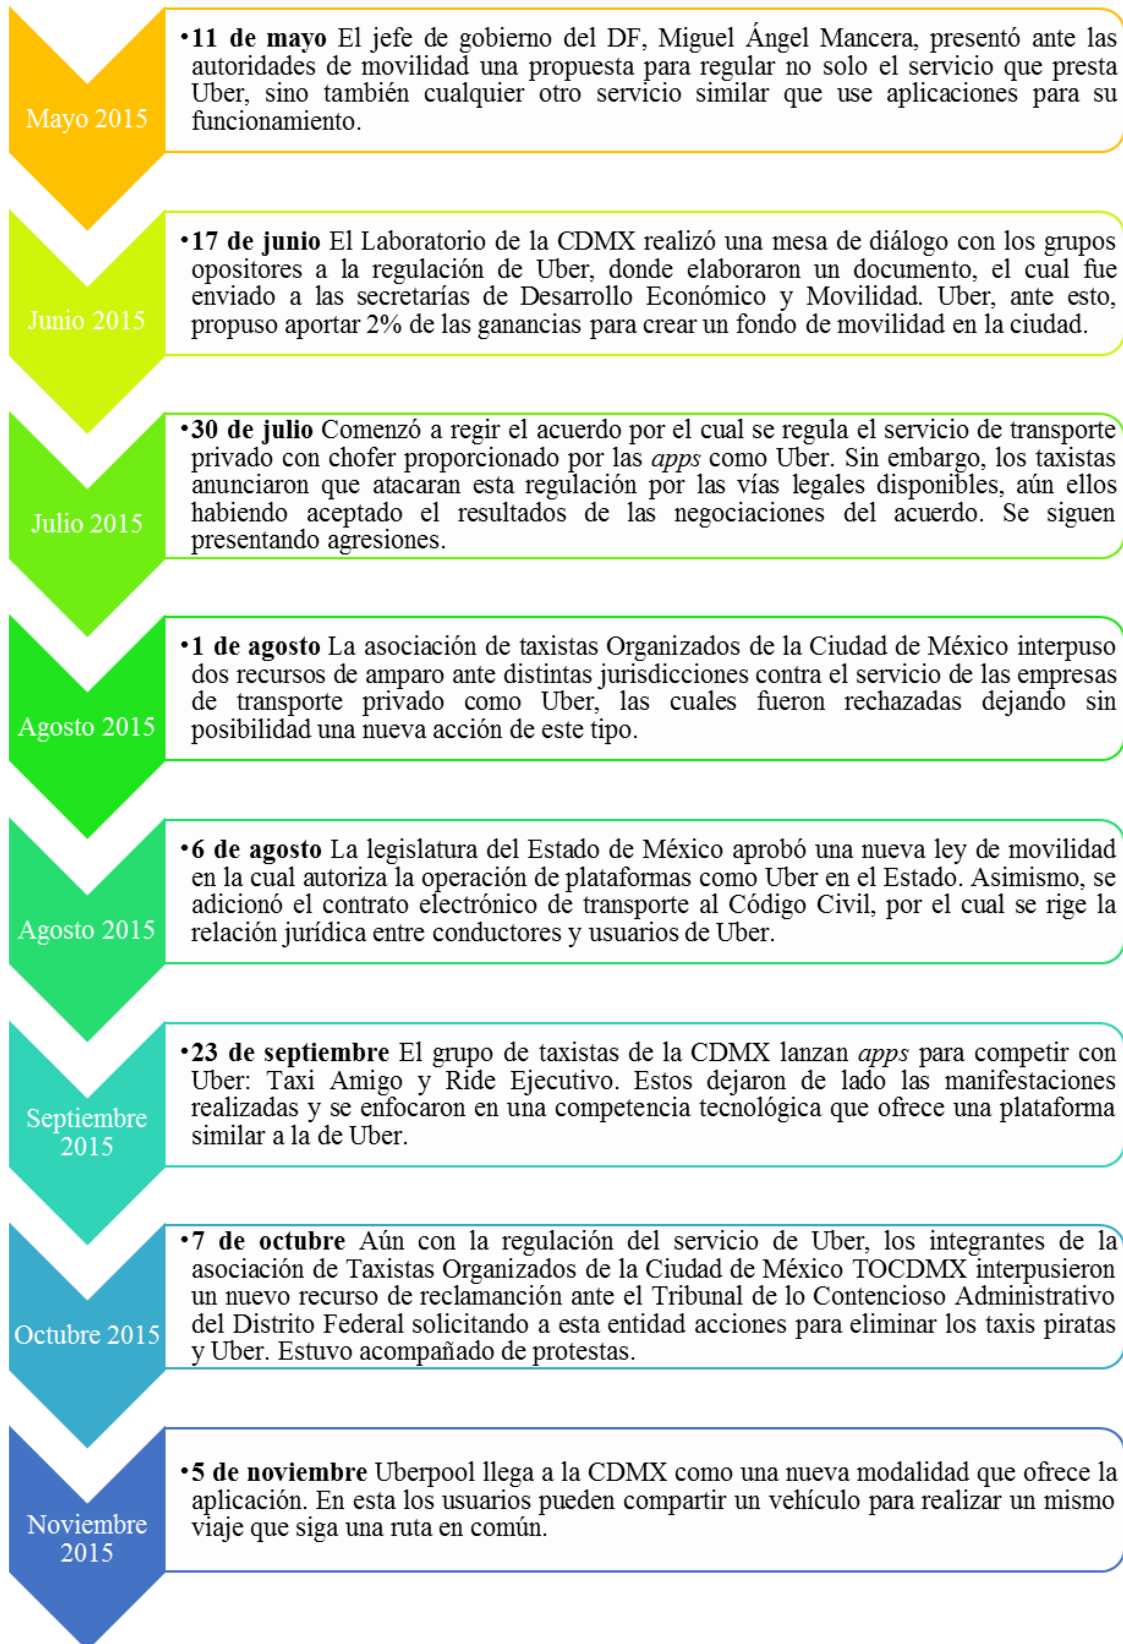 Mayo 2015
•11 de mayo El jefe de gobierno del DF, Miguel Ángel Mancera, presentó ante las
autoridades de movilidad una propuesta para regular no solo el servicio que presta
Uber, sino también cualquier otro servicio similar que use aplicaciones para su
funcionamiento.
Junio 2015
•17 de junio El Laboratorio de la CDMX realizó una mesa de diálogo con los grupos
opositores a la regulación de Uber, donde elaboraron un documento, el cual fue
enviado a las secretarías de Desarrollo Económico y Movilidad. Uber, ante esto,
propuso aportar 2% de las ganancias para crear un fondo de movilidad en la ciudad.
Julio 2015
•30 de julio Comenzó a regir el acuerdo por el cual se regula el servicio de transporte
privado con chofer proporcionado por las apps como Uber. Sin embargo, los taxistas
anunciaron que atacaran esta regulación por las vías legales disponibles, aún ellos
habiendo aceptado el resultados de las negociaciones del acuerdo. Se siguen
presentando agresiones.
Agosto 2015
•1 de agosto La asociación de taxistas Organizados de la Ciudad de México interpuso
dos recursos de amparo ante distintas jurisdicciones contra el servicio de las empresas
de transporte privado como Uber, las cuales fueron rechazadas dejando sin
posibilidad una nueva acción de este tipo.
Agosto 2015
•6 de agosto La legislatura del Estado de México aprobó una nueva ley de movilidad
en la cual autoriza la operación de plataformas como Uber en el Estado. Asimismo, se
adicionó el contrato electrónico de transporte al Código Civil, por el cual se rige la
relación jurídica entre conductores y usuarios de Uber.
Septiembre
2015
•23 de septiembre El grupo de taxistas de la CDMX lanzan apps para competir con
Uber: Taxi Amigo y Ride Ejecutivo. Estos dejaron de lado las manifestaciones
realizadas y se enfocaron en una competencia tecnológica que ofrece una plataforma
similar a la de Uber.
Octubre 2015
•7 de octubre Aún con la regulación del servicio de Uber, los integrantes de la
asociación de Taxistas Organizados de la Ciudad de México TOCDMX interpusieron
un nuevo recurso de reclamanción ante el Tribunal de lo Contencioso Administrativo
del Distrito Federal solicitando a esta entidad acciones para eliminar los taxis piratas
y Uber. Estuvo acompañado de protestas.
Noviembre
2015
•5 de noviembre Uberpool llega a la CDMX como una nueva modalidad que ofrece la
aplicación. En esta los usuarios pueden compartir un vehículo para realizar un mismo
viaje que siga una ruta en común.